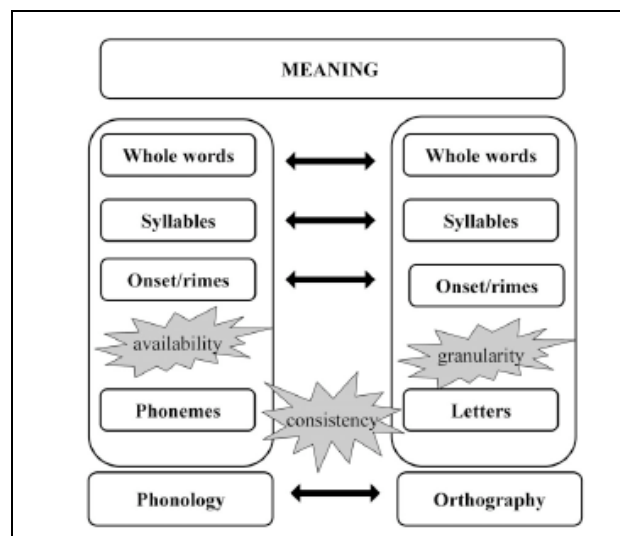 MEANING
Whole words
Whole words
Syllables
Syllables
Onset/rimes
Onset/rimes
availability
granularity
Phonemes
consistency
Letters
Phonology
Orthography